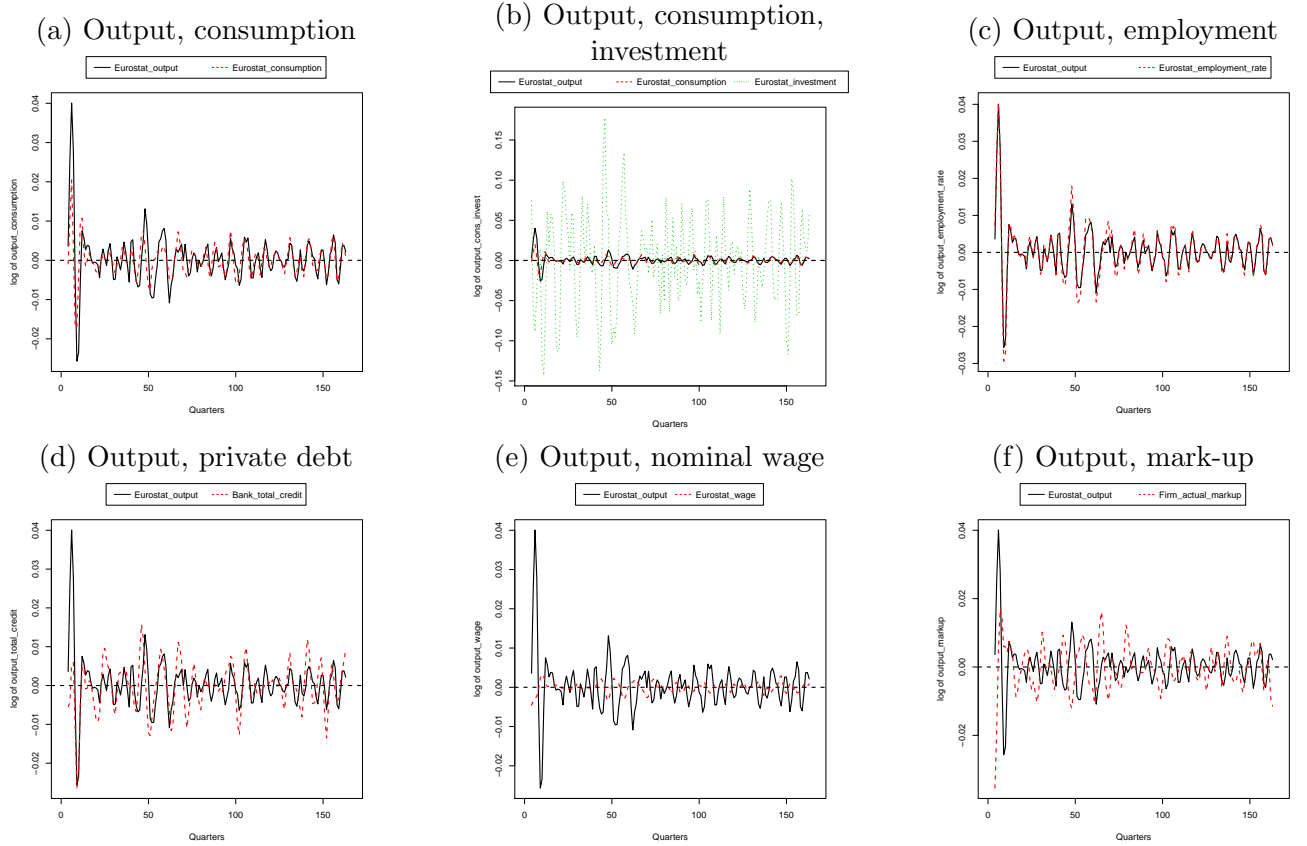 (a) Output, consumption
Eurostat_output Eurostat_consumption
log of output_consumption
0.04
0.03
0.02
0.01
0.00
−0.01
−0.02
0 50 100 150
Quarters
(b) Output, consumption,
investment
Eurostat_output Eurostat_consumption Eurostat_investment
log of output_cons_invest
0.15
0.10
0.05
0.00
−0.05
−0.10
−0.15
0 50 100 150
Quarters
(c) Output, employment
Eurostat_output Eurostat_employment_rate
log of output_employment_rate
0.04
0.03
0.02
0.01
0.00
−0.01
−0.02
−0.03
0 50 100 150
Quarters
(d) Output, private debt
Eurostat_output Bank_total_credit
log of output_total_credit
0.04
0.03
0.02
0.01
0.00
−0.01
−0.02
0 50 100 150
Quarters
(e) Output, nominal wage
Eurostat_output Eurostat_wage
log of output_wage
0.04
0.03
0.02
0.01
0.00
−0.01
−0.02
0 50 100 150
Quarters
(f) Output, mark-up
Eurostat_output Firm_actual_markup
log of output_markup
0.04
0.02
0.00
−0.02
0 50 100 150
Quarters